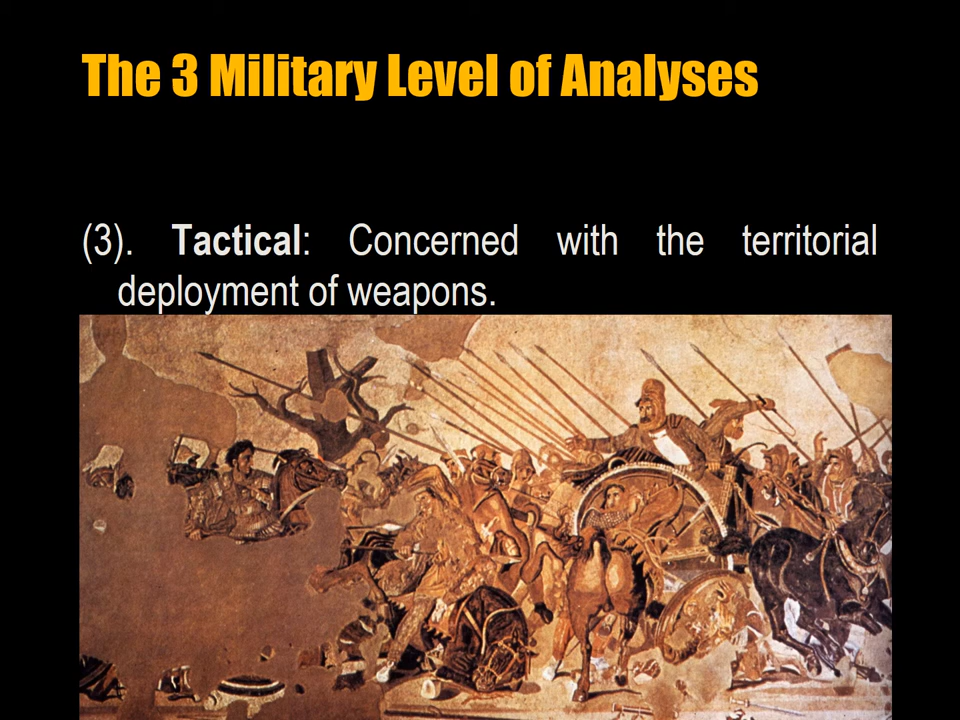 The 3 Military Level of Analyses
(3). Tactical: Concerned with the territorial
deployment of weapons.